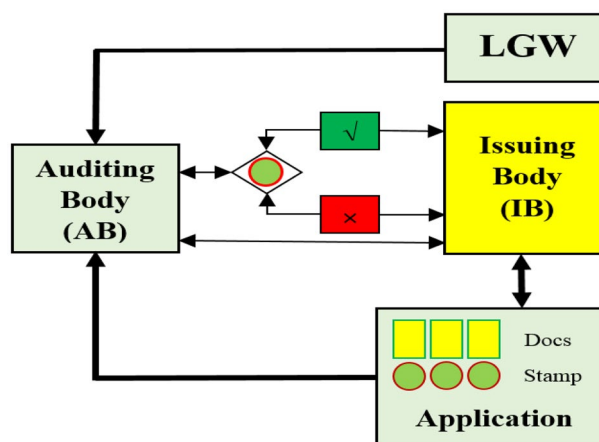 LGW
√
Issuing
Body
(IB)
Auditing
Body
(AB)
×
Docs
Stamp
Application